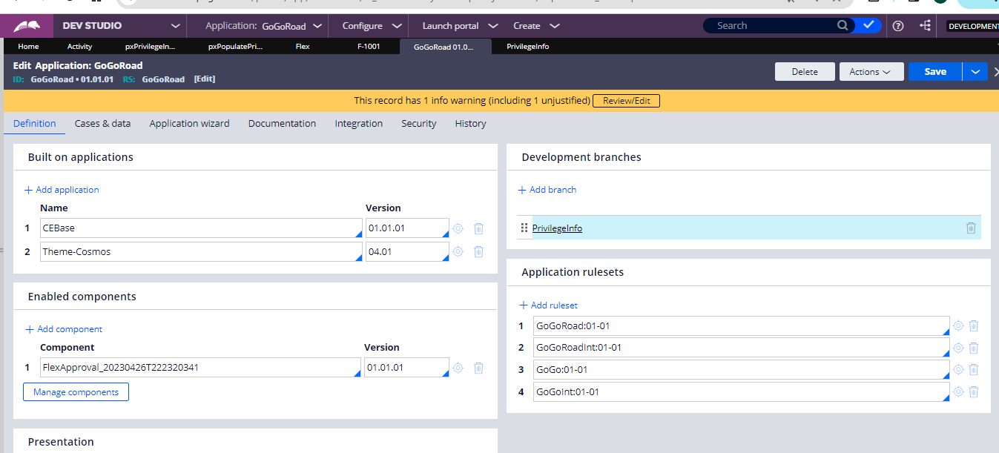 DEV STUDIO Application: GoGoRoad Configure Launch portal Create Search DEVELOPMENT
Home Activity pxPrivilegeIn... pxPopulatePri... Flex F-1001 GoGoRoad 01.0... PrivilegeInfo
Edit Application: GoGoRoad
ID: GoGoRoad • 01.01.01 RS: GoGoRoad [Edit]
Delete Actions Save
This record has 1 info warning (including 1 unjustified) Review/Edit
Definition Cases & data Application wizard Documentation Integration Security History
Built on applications
Add application
Name Version
1 CEBase 01.01.01
2 Theme-Cosmos 04.01
Enabled components
Add component
Component Version
1 FlexApproval_20230426T222320341 01.01.01
Manage components
Presentation
Development branches
Add branch
PrivilegeInfo
Application rulesets
Add ruleset
1 GoGoRoad:01-01
2 GoGoRoadInt:01-01
3 GoGo:01-01
4 GoGoInt:01-01